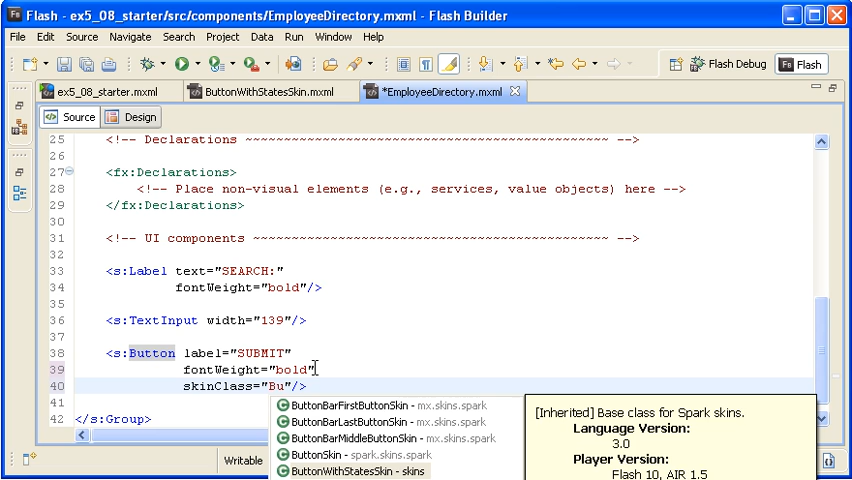 Flash - ex5_08_starter/src/components/EmployeeDirectory.mxml - Flash Builder
File Edit Source Navigate Search Project Data Run Window Help
Flash Debug Fb Flash
ex5_08_starter.mxml ButtonWithStatesSkin.mxml *EmployeeDirectory.mxml
Source Design
25 <!-- Declarations ~~~~~~~~~~~~~~~~~~~~~~~~~~~~~~~~~~~~~~~~~~~~~~ -->
26
27 <fx:Declarations>
28 <!-- Place non-visual elements (e.g., services, value objects) here -->
29 </fx:Declarations>
30
31 <!-- UI components ~~~~~~~~~~~~~~~~~~~~~~~~~~~~~~~~~~~~~~~~~~~~~ -->
32
33 <s:Label text="SEARCH:"
34 fontWeight="bold"/>
35
36 <s:TextInput width="139"/>
37
38 <s:Button label="SUBMIT"
39 fontWeight="bold"
40 skinClass="Bu"/>
41
42 </s:Group>
ButtonBarFirstButtonSkin - mx.skins.spark
ButtonBarLastButtonSkin - mx.skins.spark
ButtonBarMiddleButtonSkin - mx.skins.spark
ButtonSkin - spark.skins.spark
ButtonWithStatesSkin - skins
[Inherited] Base class for Spark skins.
Language Version:
3.0
Player Version:
Flash 10, AIR 1.5
Writable